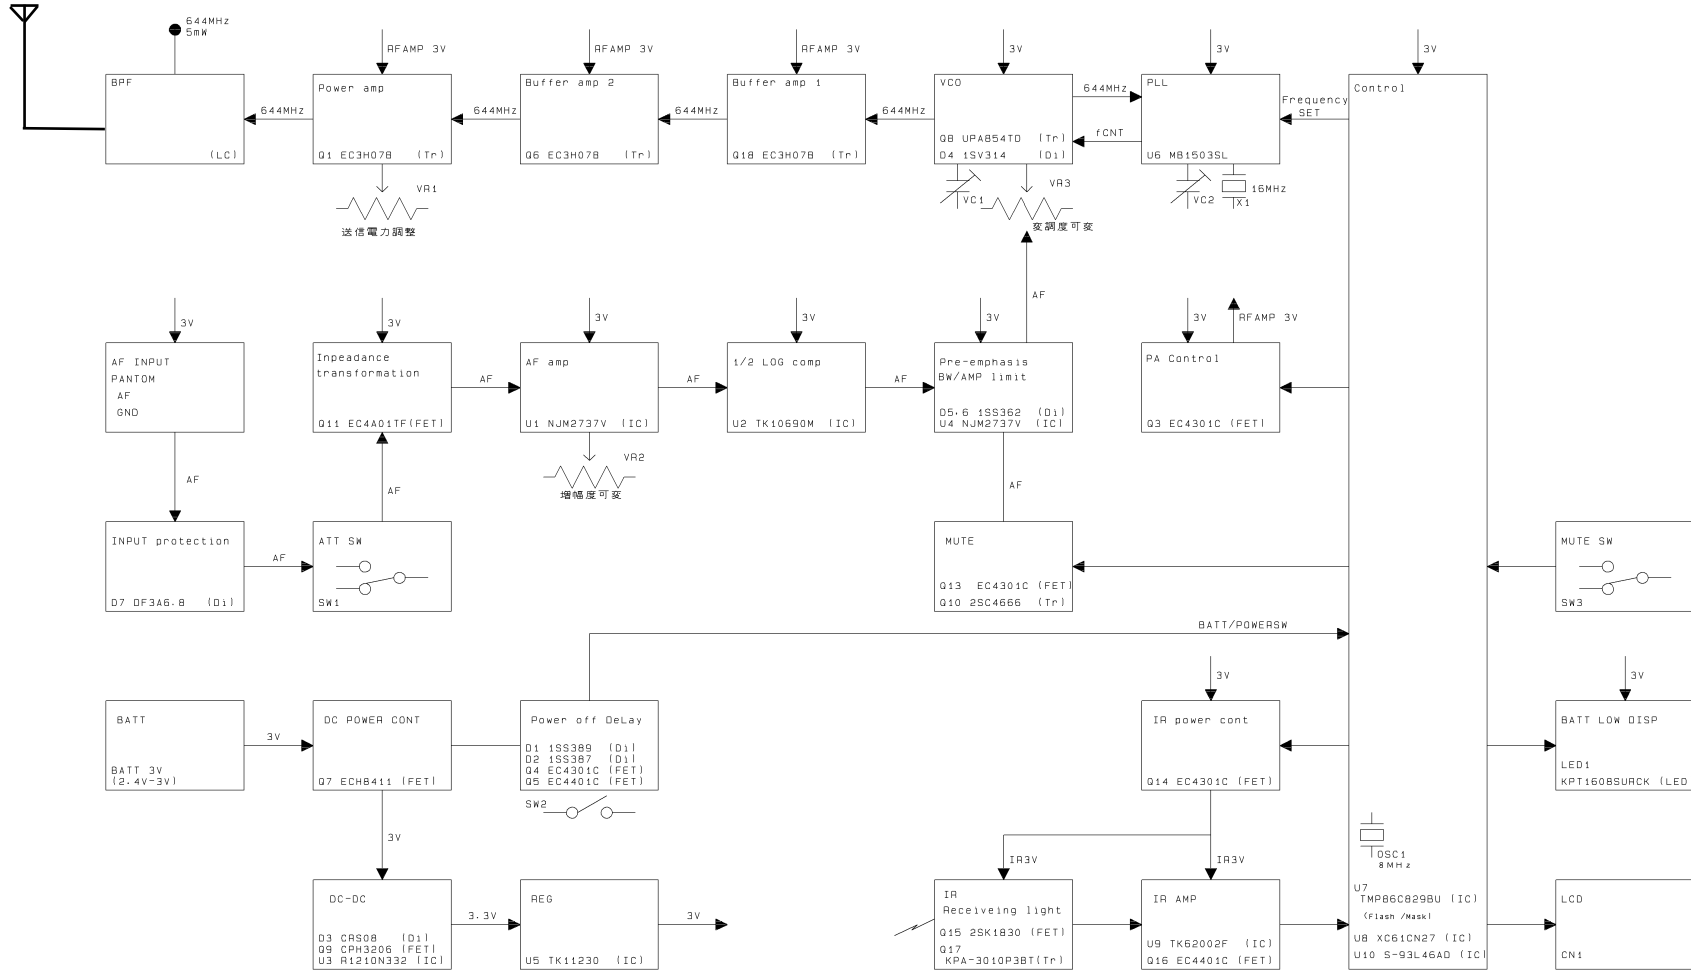 644MHz
5mW
BPF
(LC)
RFAMP 3V
Power amp
Q1 EC3H07B (Tr)
644MHz
VR1
送信電力調整
RFAMP 3V
Buffer amp 2
Q6 EC3H07B (Tr)
644MHz
RFAMP 3V
Buffer amp 1
Q18 EC3H07B (Tr)
644MHz
644MHz
3V
VCO
Q8 UPA854TD (Tr)
D4 1SV314 (Di)
VC1
VR3
変調度可変
644MHz
fCNT
3V
PLL
U6 MB1503SL
VC2
16MHz
X1
Frequency
SET
3V
Control
3V
AF INPUT
PANTOM
AF
GND
3V
Inpeadance
transformation
Q11 EC4A01TF(FET)
AF
3V
AF amp
U1 NJM2737V (IC)
VR2
増幅度可変
AF
3V
1/2 LOG comp
U2 TK10690M (IC)
AF
3V
AF
Pre-emphasis
BW/AMP limit
D5,6 1SS362 (Di)
U4 NJM2737V (IC)
3V
RFAMP 3V
PA Control
Q3 EC4301C (FET)
AF
AF
AF
INPUT protection
D7 DF3A6.8 (Di)
AF
ATT SW
SW1
MUTE
Q13 EC4301C (FET)
Q10 2SC4666 (Tr)
MUTE SW
SW3
BATT/POWERSW
BATT
BATT 3V
(2.4V-3V)
3V
DC POWER CONT
Q7 ECH8411 (FET)
Power off DeLay
D1 1SS389 (Di)
D2 1SS387 (Di)
Q4 EC4301C (FET)
Q5 EC4401C (FET)
SW2
3V
IR power cont
Q14 EC4301C (FET)
3V
BATT LOW DISP
LED1
KPT1608SURCK (LED
3V
IR3V
IR3V
OSC1
8MHz
DC-DC
D3 CRS08 (Di)
Q9 CPH3206 (FET)
U3 R1210N332 (IC)
3.3V
REG
U5 TK11230 (IC)
3V
IR
Receiveing light
Q15 2SK1830 (FET)
Q17
KPA-3010P3BT(Tr)
IR AMP
U9 TK62002F (IC)
Q16 EC4401C (FET)
U7
TMP86C829BU (IC)
(Flash /Mask)
U8 XC61CN27 (IC)
U10 S-93L46AD (IC)
LCD
CN1